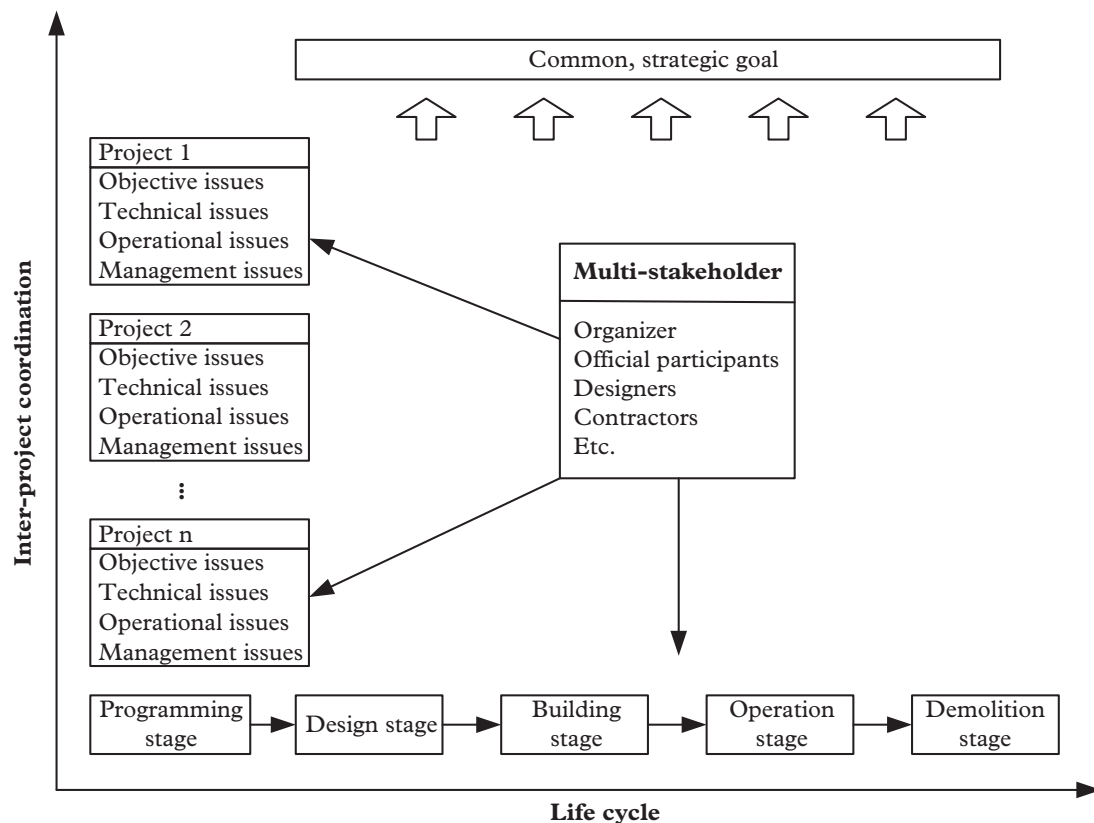 Common, strategic goal
Project 1
Objective issues
Technical issues
Operational issues
Management issues
Project 2
Objective issues
Technical issues
Operational issues
Management issues
...
Project n
Objective issues
Technical issues
Operational issues
Management issues
Multi-stakeholder
Organizer
Official participants
Designers
Contractors
Etc.
Inter-project coordination
Programming
stage
Design stage
Building
stage
Operation
stage
Demolition
stage
Life cycle